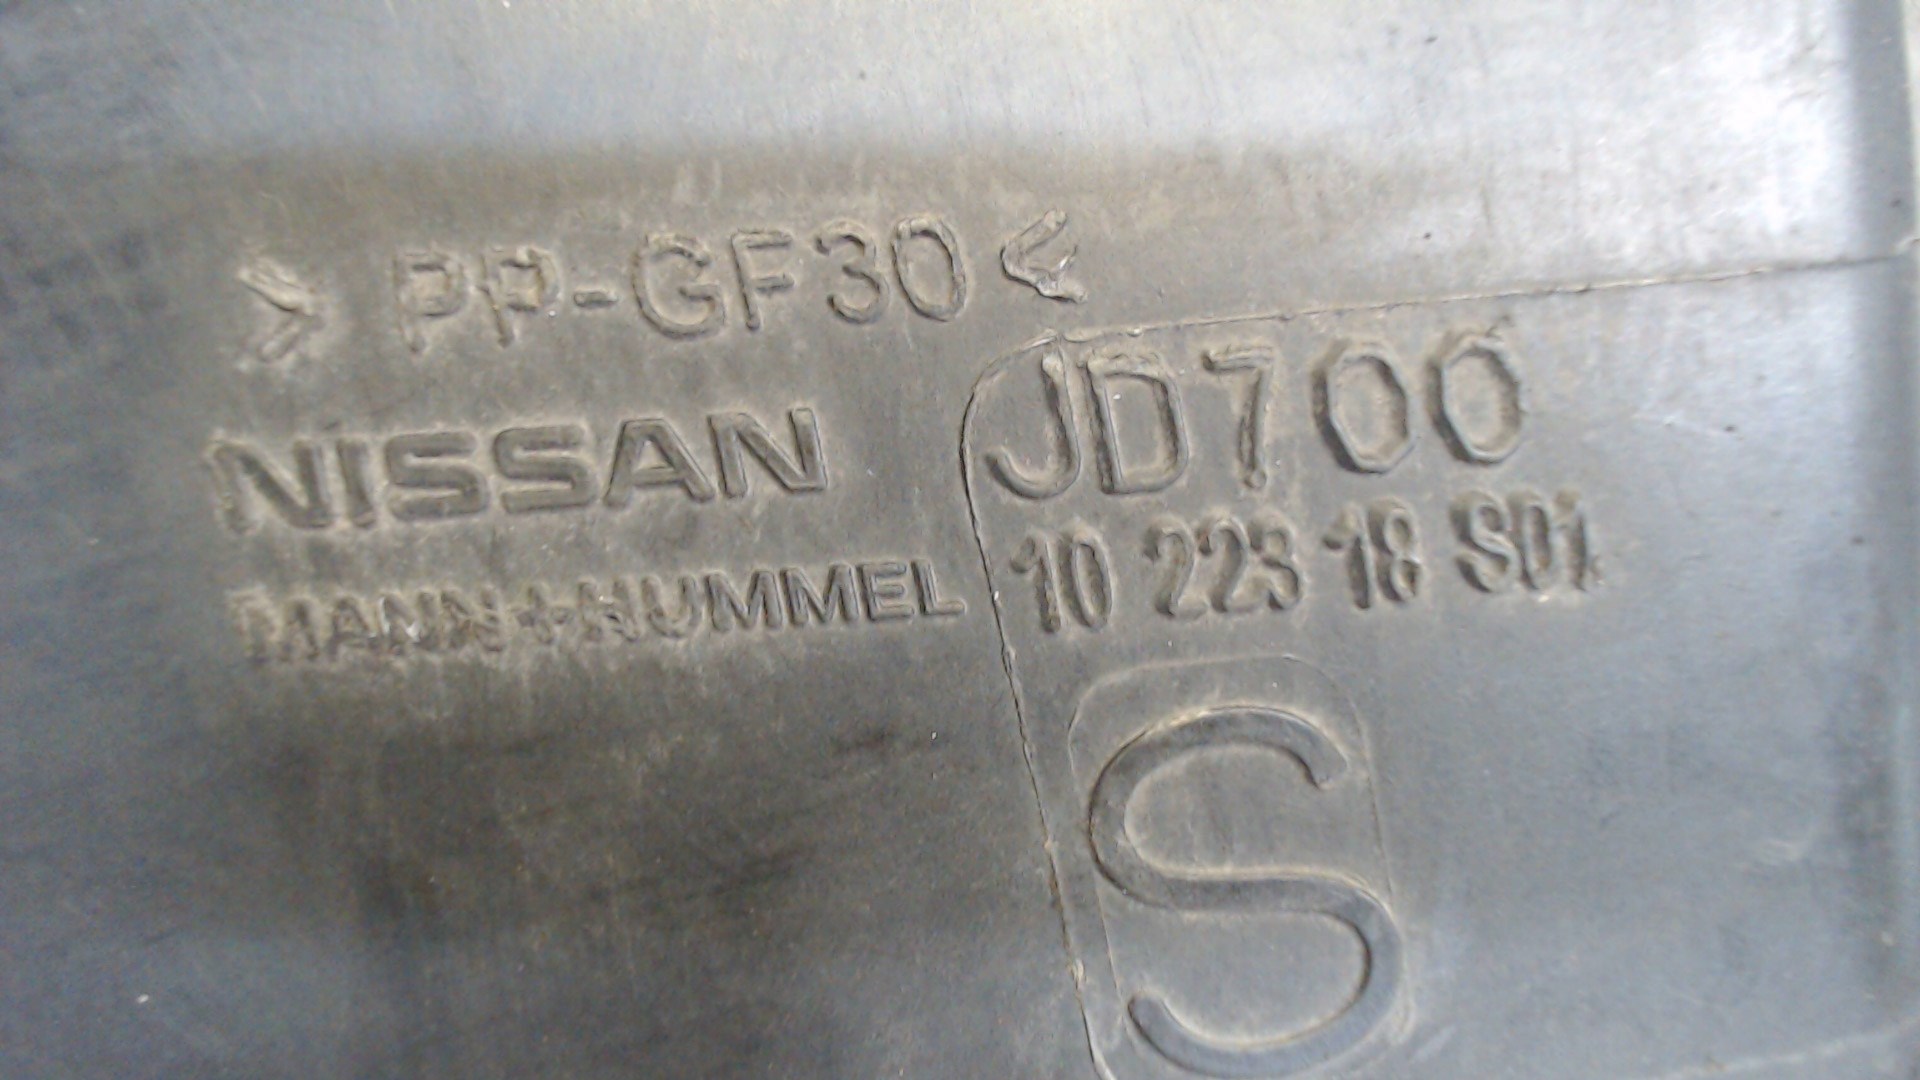 >PP-GF30<
NISSAN JD700
MANN+HUMMEL 10 223 18 S01
S